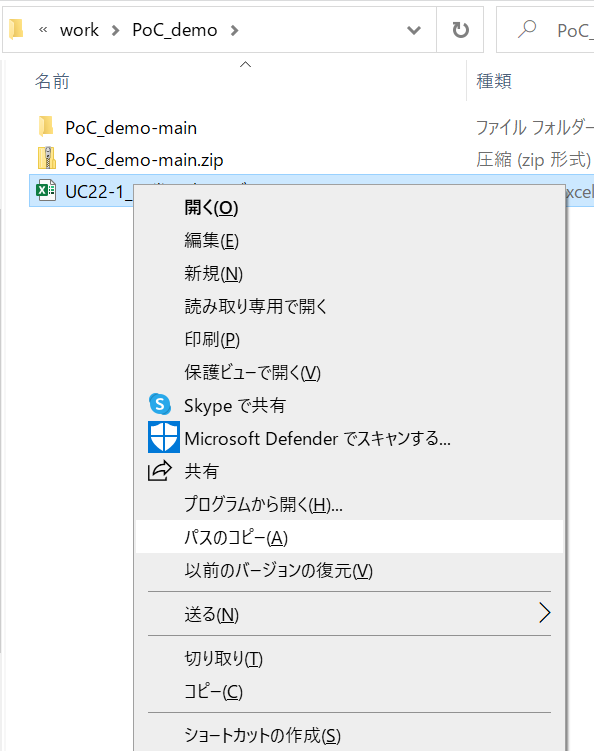 « work > PoC_demo >
PoC_
名前
種類
PoC_demo-main
ファイル フォルダー
PoC_demo-main.zip
圧縮 (zip 形式)
UC22-1_
xcel
開く(O)
編集(E)
新規(N)
読み取り専用で開く
印刷(P)
保護ビューで開く(V)
Skype で共有
Microsoft Defender でスキャンする...
共有
プログラムから開く(H)...
パスのコピー(A)
以前のバージョンの復元(V)
送る(N)
切り取り(T)
コピー(C)
ショートカットの作成(S)